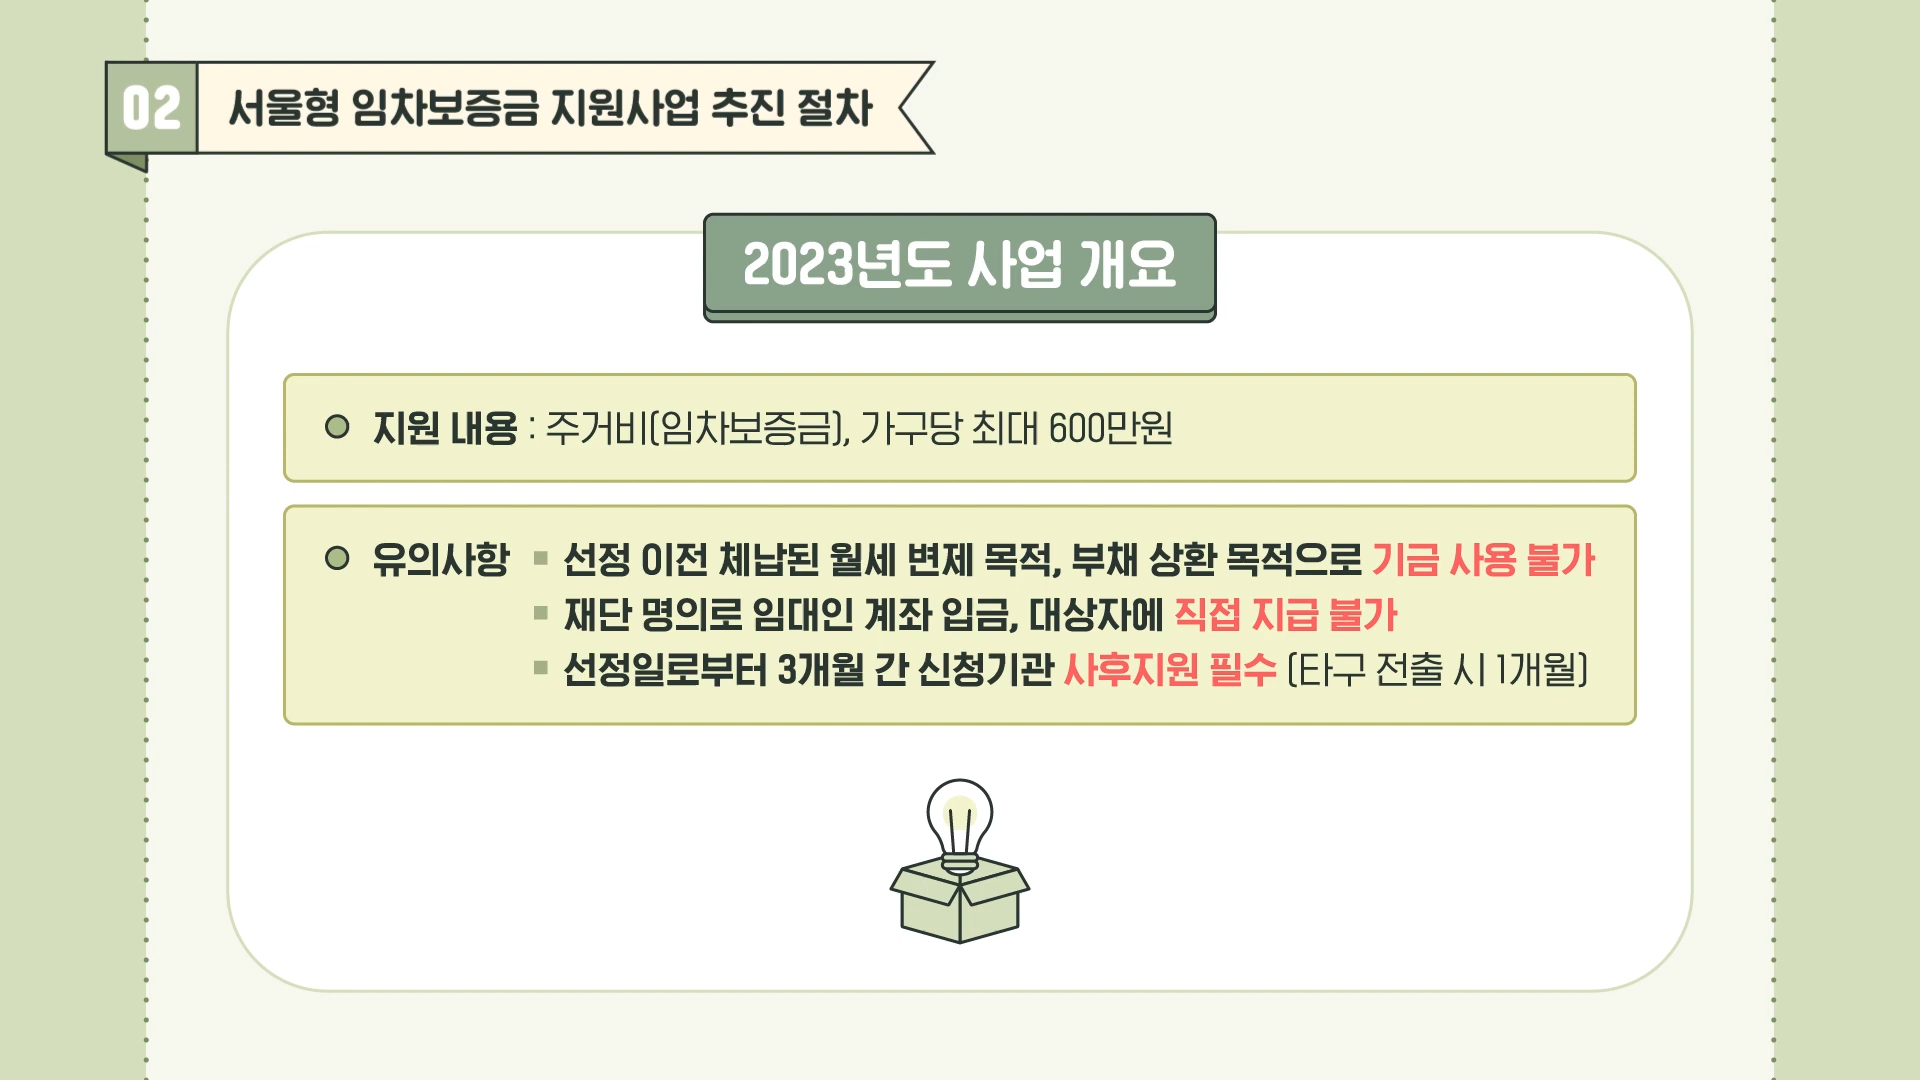 02 서울형 임차보증금 지원사업 추진 절차
2023년도 사업 개요
지원 내용 : 주거비(임차보증금), 가구당 최대 600만원
유의사항 ▪ 선정 이전 체납된 월세 변제 목적, 부채 상환 목적으로 기금 사용 불가
▪ 재단 명의로 임대인 계좌 입금, 대상자에 직접 지급 불가
▪ 선정일로부터 3개월 간 신청기관 사후지원 필수 (타구 전출 시 1개월)